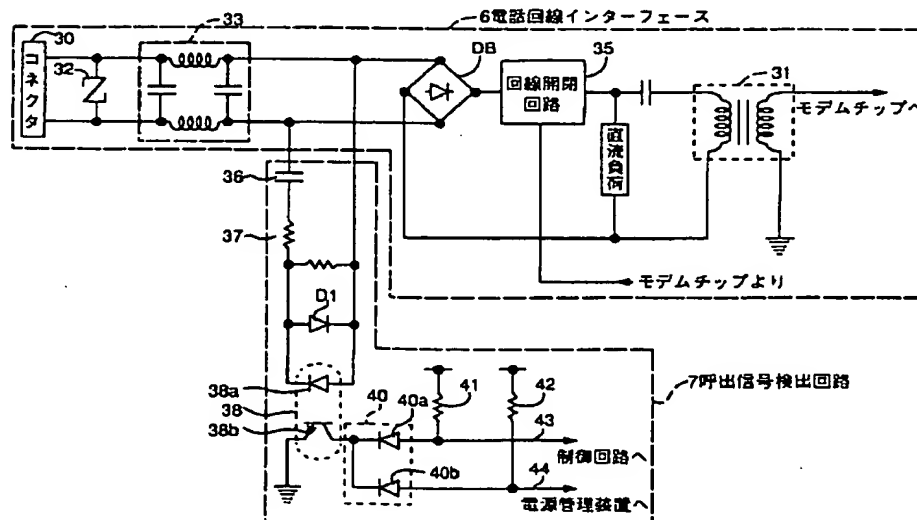 6電話回線インターフェース
33
30
コネクタ
32
DB
35
回線開閉
回路
31
モデムチップへ
直流負荷
36
37
モデムチップより
D1
7呼出信号検出回路
38a
38
38b
40
40a
41
42
43
制御回路へ
40b
44
電源管理装置へ